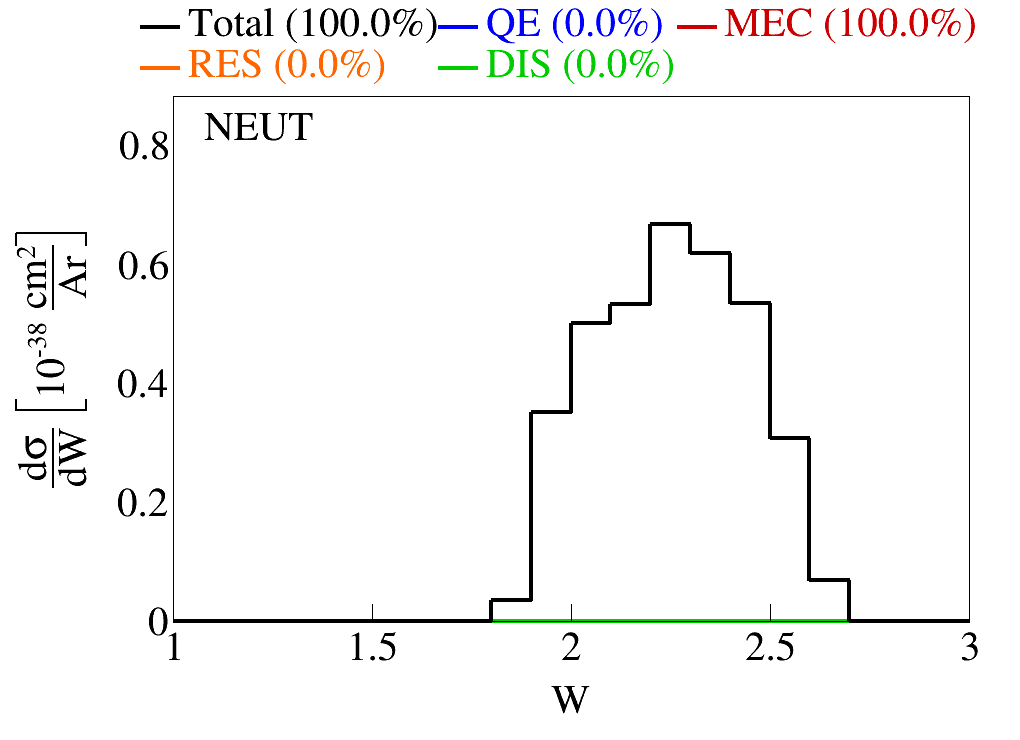 Total (100.0%) QE (0.0%) MEC (100.0%)
RES (0.0%) DIS (0.0%)
NEUT
0.8
0.6
0.4
0.2
0
1 1.5 2 2.5 3
W
dσ/dW [10⁻³⁸ cm²/Ar]